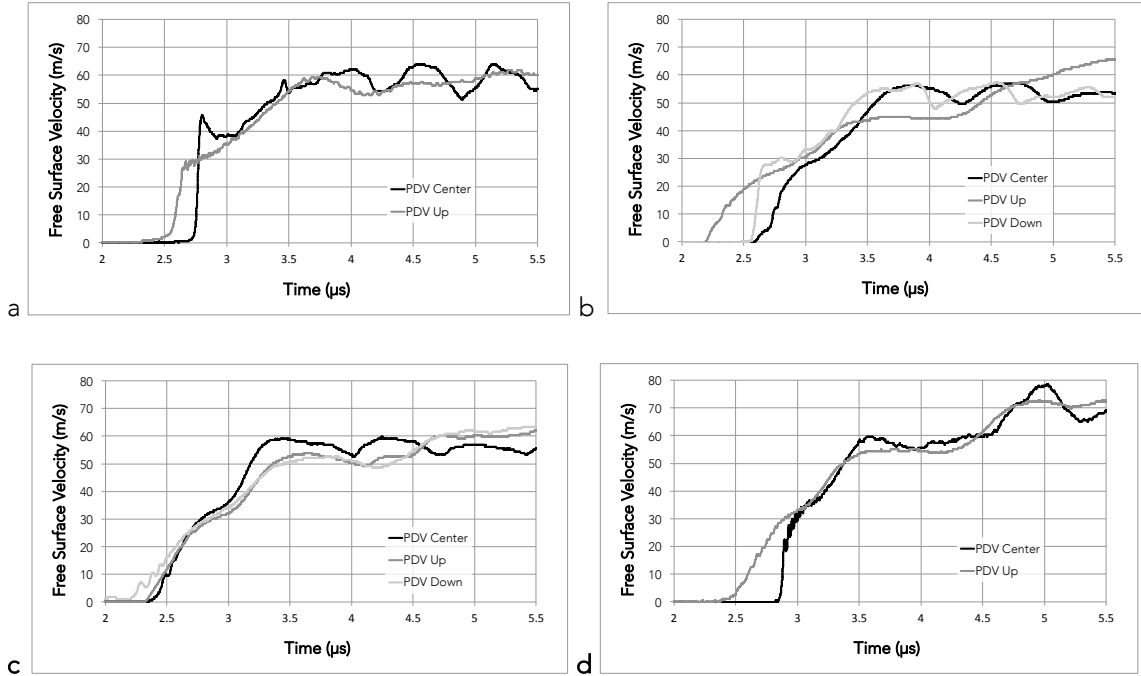 80
70
60
50
40
30
20
10
0
Free Surface Velocity (m/s)
PDV Center
PDV Up
2 2.5 3 3.5 4 4.5 5 5.5
Time (μs)
a
80
70
60
50
40
30
20
10
0
Free Surface Velocity (m/s)
PDV Center
PDV Up
PDV Down
2 2.5 3 3.5 4 4.5 5 5.5
Time (μs)
b
80
70
60
50
40
30
20
10
0
Free Surface Velocity (m/s)
PDV Center
PDV Up
PDV Down
2 2.5 3 3.5 4 4.5 5 5.5
Time (μs)
c
80
70
60
50
40
30
20
10
0
Free Surface Velocity (m/s)
PDV Center
PDV Up
2 2.5 3 3.5 4 4.5 5 5.5
Time (μs)
d